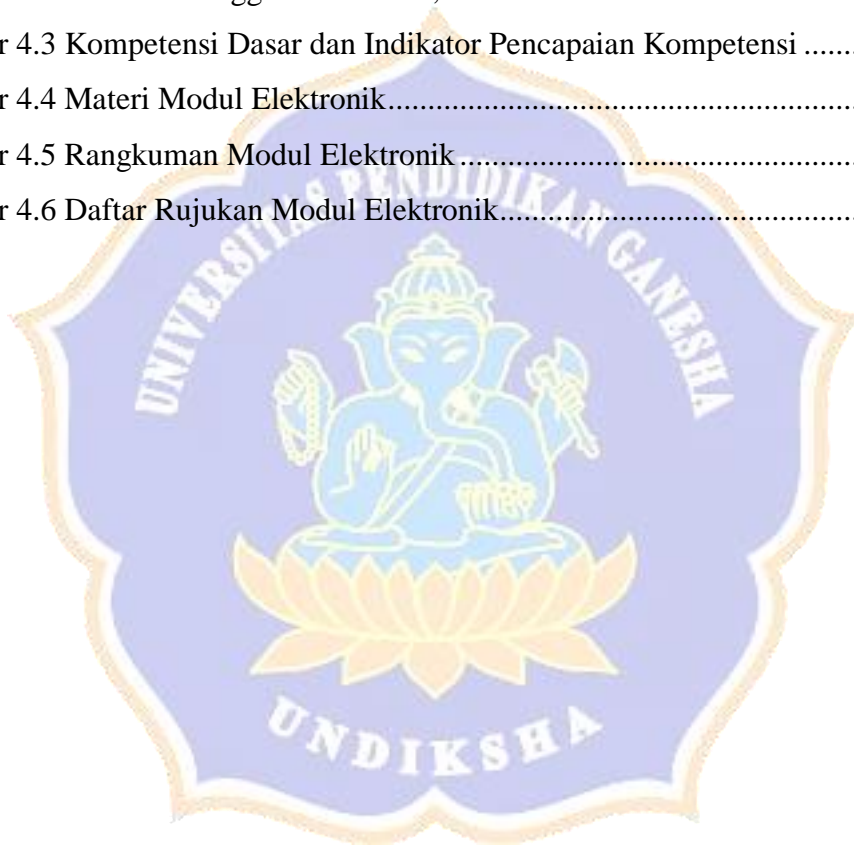 r 4.3 Kompetensi Dasar dan Indikator Pencapaian Kompetensi .......
r 4.4 Materi Modul Elektronik..........................................................
r 4.5 Rangkuman Modul Elektronik.................................................
r 4.6 Daftar Rujukan Modul Elektronik............................................
UNIVERSITAS PENDIDIKAN GANESHA
UNDIKSHA